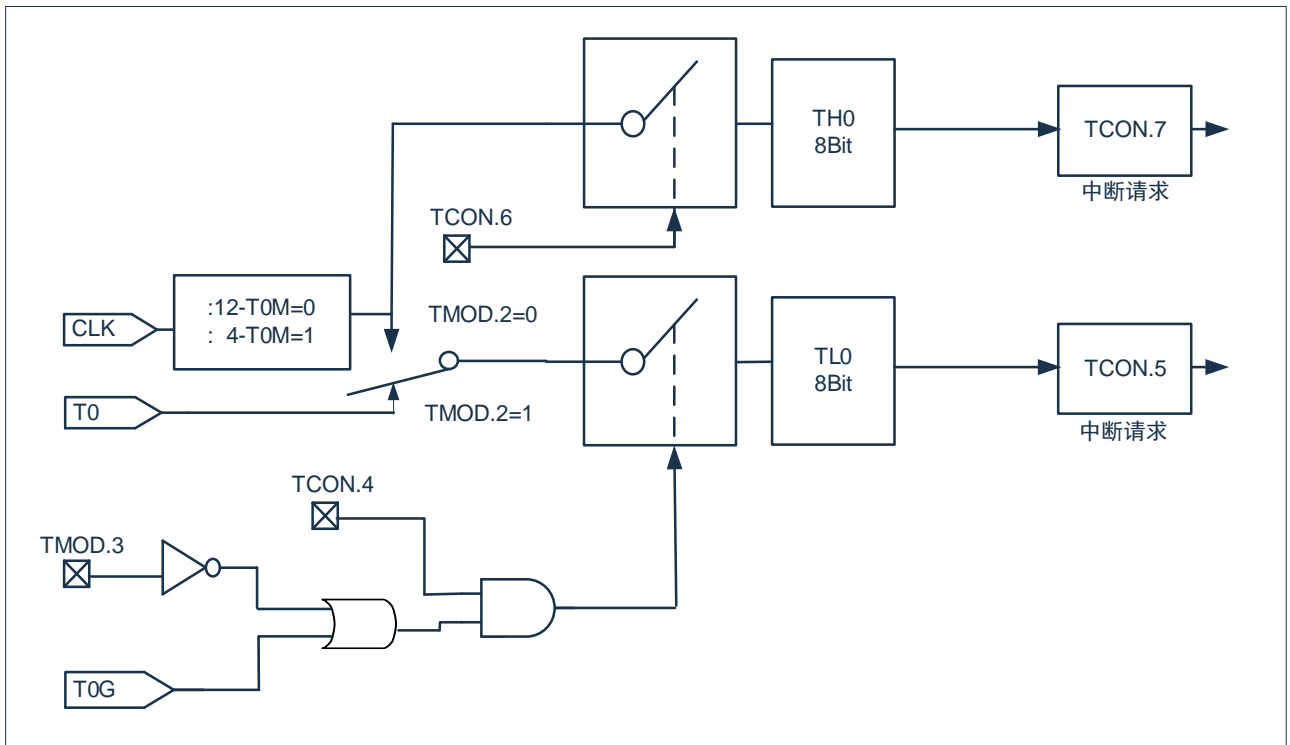 TH0
8Bit
TCON.7
中断请求
TCON.6
:12-T0M=0
: 4-T0M=1
CLK
TMOD.2=0
TL0
8Bit
TCON.5
T0
TMOD.2=1
中断请求
TCON.4
TMOD.3
T0G